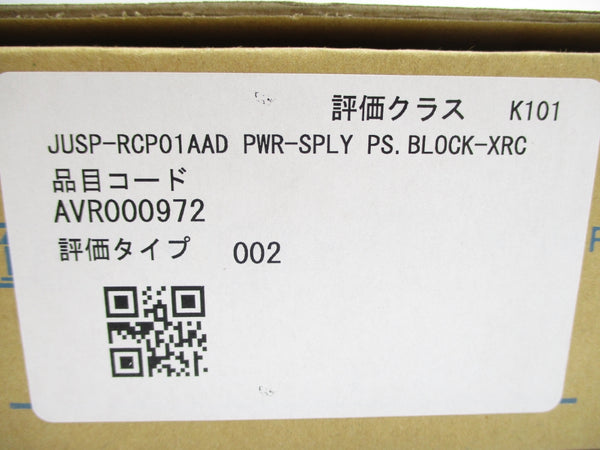 評価クラス K101
JUSP-RCP01AAD PWR-SPLY PS.BLOCK-XRC
品目コード
AVR000972
評価タイプ 002